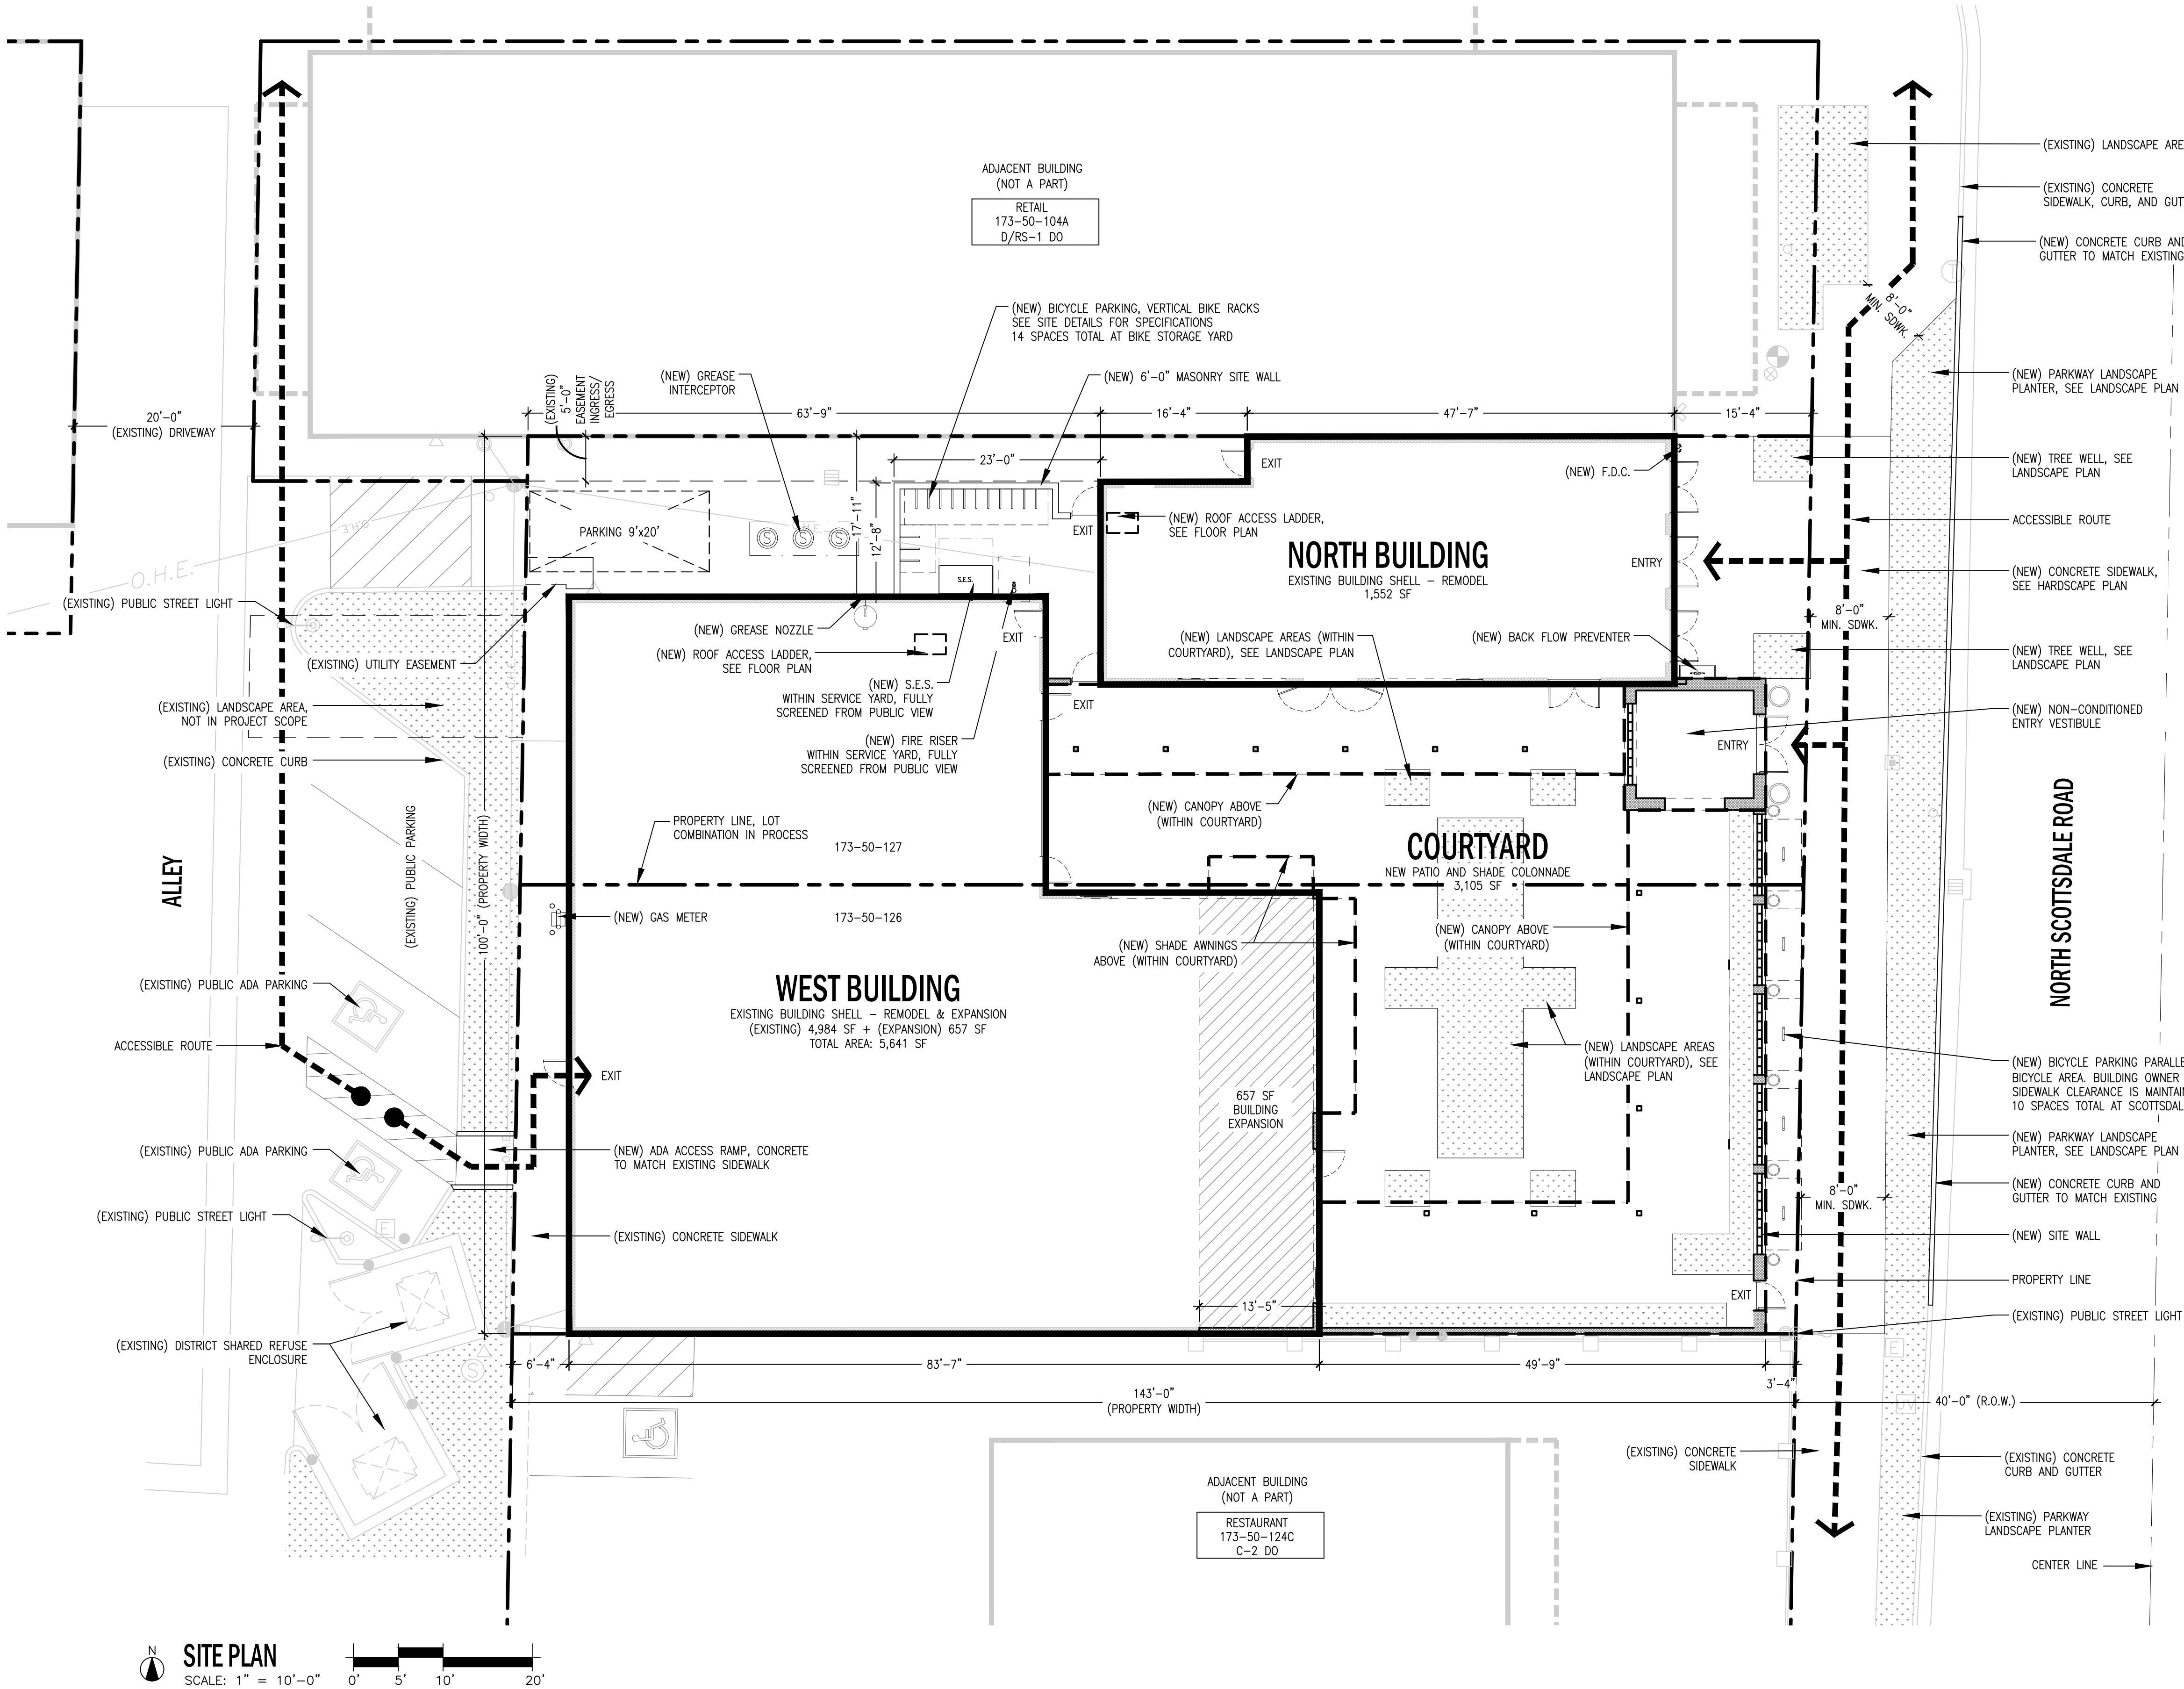 ADJACENT BUILDING
(NOT A PART)
RETAIL
173-50-104A
D/RS-1 DO
(EXISTING) LANDSCAPE ARE
(EXISTING) CONCRETE
SIDEWALK, CURB, AND GUT
(NEW) CONCRETE CURB AND
GUTTER TO MATCH EXISTING
T
8'-0"
MIN. SDWK.
(NEW) BICYCLE PARKING, VERTICAL BIKE RACKS
SEE SITE DETAILS FOR SPECIFICATIONS
14 SPACES TOTAL AT BIKE STORAGE YARD
(NEW) GREASE
INTERCEPTOR
(NEW) 6'-0" MASONRY SITE WALL
(EXISTING)
5'-0"
EASEMENT
INGRESS/
EGRESS
(NEW) PARKWAY LANDSCAPE
PLANTER, SEE LANDSCAPE PLAN
20'-0"
(EXISTING) DRIVEWAY
63'-9"
16'-4"
47'-7"
15'-4"
23'-0"
EXIT
(NEW) F.D.C.
(NEW) TREE WELL, SEE
LANDSCAPE PLAN
17'-11"
12'-8"
PARKING 9'x20'
S
S
S
EXIT
(NEW) ROOF ACCESS LADDER,
SEE FLOOR PLAN
ACCESSIBLE ROUTE
O.H.E.
O.H.E.
NORTH BUILDING
EXISTING BUILDING SHELL – REMODEL
1,552 SF
ENTRY
(NEW) CONCRETE SIDEWALK,
SEE HARDSCAPE PLAN
S.E.S.
(EXISTING) PUBLIC STREET LIGHT
8'-0"
MIN. SDWK.
(NEW) GREASE NOZZLE
EXIT
(NEW) LANDSCAPE AREAS (WITHIN
COURTYARD), SEE LANDSCAPE PLAN
(NEW) BACK FLOW PREVENTER
(NEW) ROOF ACCESS LADDER,
SEE FLOOR PLAN
(EXISTING) UTILITY EASEMENT
(NEW) TREE WELL, SEE
LANDSCAPE PLAN
(NEW) S.E.S.
WITHIN SERVICE YARD, FULLY
SCREENED FROM PUBLIC VIEW
(EXISTING) LANDSCAPE AREA,
NOT IN PROJECT SCOPE
EXIT
(NEW) NON-CONDITIONED
ENTRY VESTIBULE
(NEW) FIRE RISER
WITHIN SERVICE YARD, FULLY
SCREENED FROM PUBLIC VIEW
ENTRY
(EXISTING) CONCRETE CURB
(NEW) CANOPY ABOVE
(WITHIN COURTYARD)
(EXISTING) PUBLIC PARKING
100'-0" (PROPERTY WIDTH)
PROPERTY LINE, LOT
COMBINATION IN PROCESS
173-50-127
COURTYARD
NEW PATIO AND SHADE COLONNADE
3,105 SF
ALLEY
NORTH SCOTTSDALE ROAD
(NEW) GAS METER
173-50-126
(NEW) CANOPY ABOVE
(WITHIN COURTYARD)
(NEW) SHADE AWNINGS
ABOVE (WITHIN COURTYARD)
(EXISTING) PUBLIC ADA PARKING
WEST BUILDING
EXISTING BUILDING SHELL – REMODEL & EXPANSION
(EXISTING) 4,984 SF + (EXPANSION) 657 SF
TOTAL AREA: 5,641 SF
ACCESSIBLE ROUTE
(NEW) LANDSCAPE AREAS
(WITHIN COURTYARD), SEE
LANDSCAPE PLAN
(NEW) BICYCLE PARKING PARALLE
BICYCLE AREA. BUILDING OWNER
SIDEWALK CLEARANCE IS MAINTAI
10 SPACES TOTAL AT SCOTTSDAL
EXIT
657 SF
BUILDING
EXPANSION
(EXISTING) PUBLIC ADA PARKING
(NEW) ADA ACCESS RAMP, CONCRETE
TO MATCH EXISTING SIDEWALK
(NEW) PARKWAY LANDSCAPE
PLANTER, SEE LANDSCAPE PLAN
8'-0"
MIN. SDWK.
(NEW) CONCRETE CURB AND
GUTTER TO MATCH EXISTING
(EXISTING) PUBLIC STREET LIGHT
E
(EXISTING) CONCRETE SIDEWALK
(NEW) SITE WALL
PROPERTY LINE
EXIT
13'-5"
(EXISTING) PUBLIC STREET LIGHT
(EXISTING) DISTRICT SHARED REFUSE
ENCLOSURE
E
S
6'-4"
83'-7"
49'-9"
3'-4"
143'-0"
(PROPERTY WIDTH)
40'-0" (R.O.W.)
UV
(EXISTING) CONCRETE
SIDEWALK
(EXISTING) CONCRETE
CURB AND GUTTER
ADJACENT BUILDING
(NOT A PART)
RESTAURANT
173-50-124C
C-2 DO
(EXISTING) PARKWAY
LANDSCAPE PLANTER
CENTER LINE
N
SITE PLAN
SCALE: 1" = 10'-0"
0' 5' 10' 20'